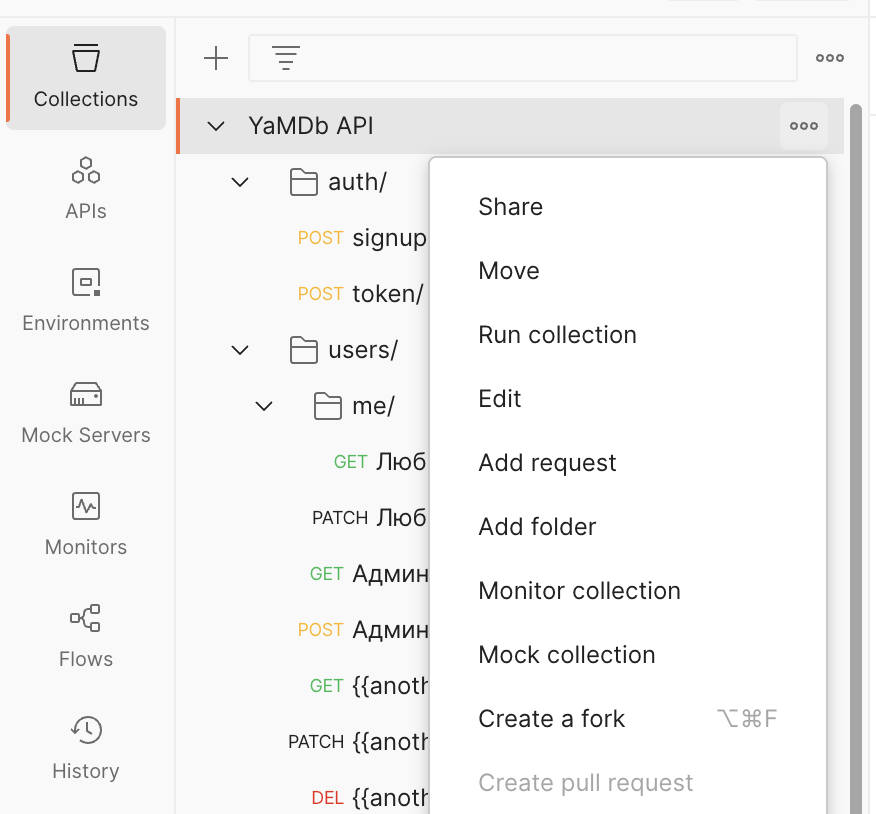 Collections
APIs
Environments
Mock Servers
Monitors
Flows
History
YaMDb API
auth/
POST signup
POST token/
users/
me/
GET Люб
PATCH Люб
GET Админ
POST Админ
GET {{anoth
PATCH {{anoth
DEL {{anoth
Share
Move
Run collection
Edit
Add request
Add folder
Monitor collection
Mock collection
Create a fork ⌥⌘F
Create pull request